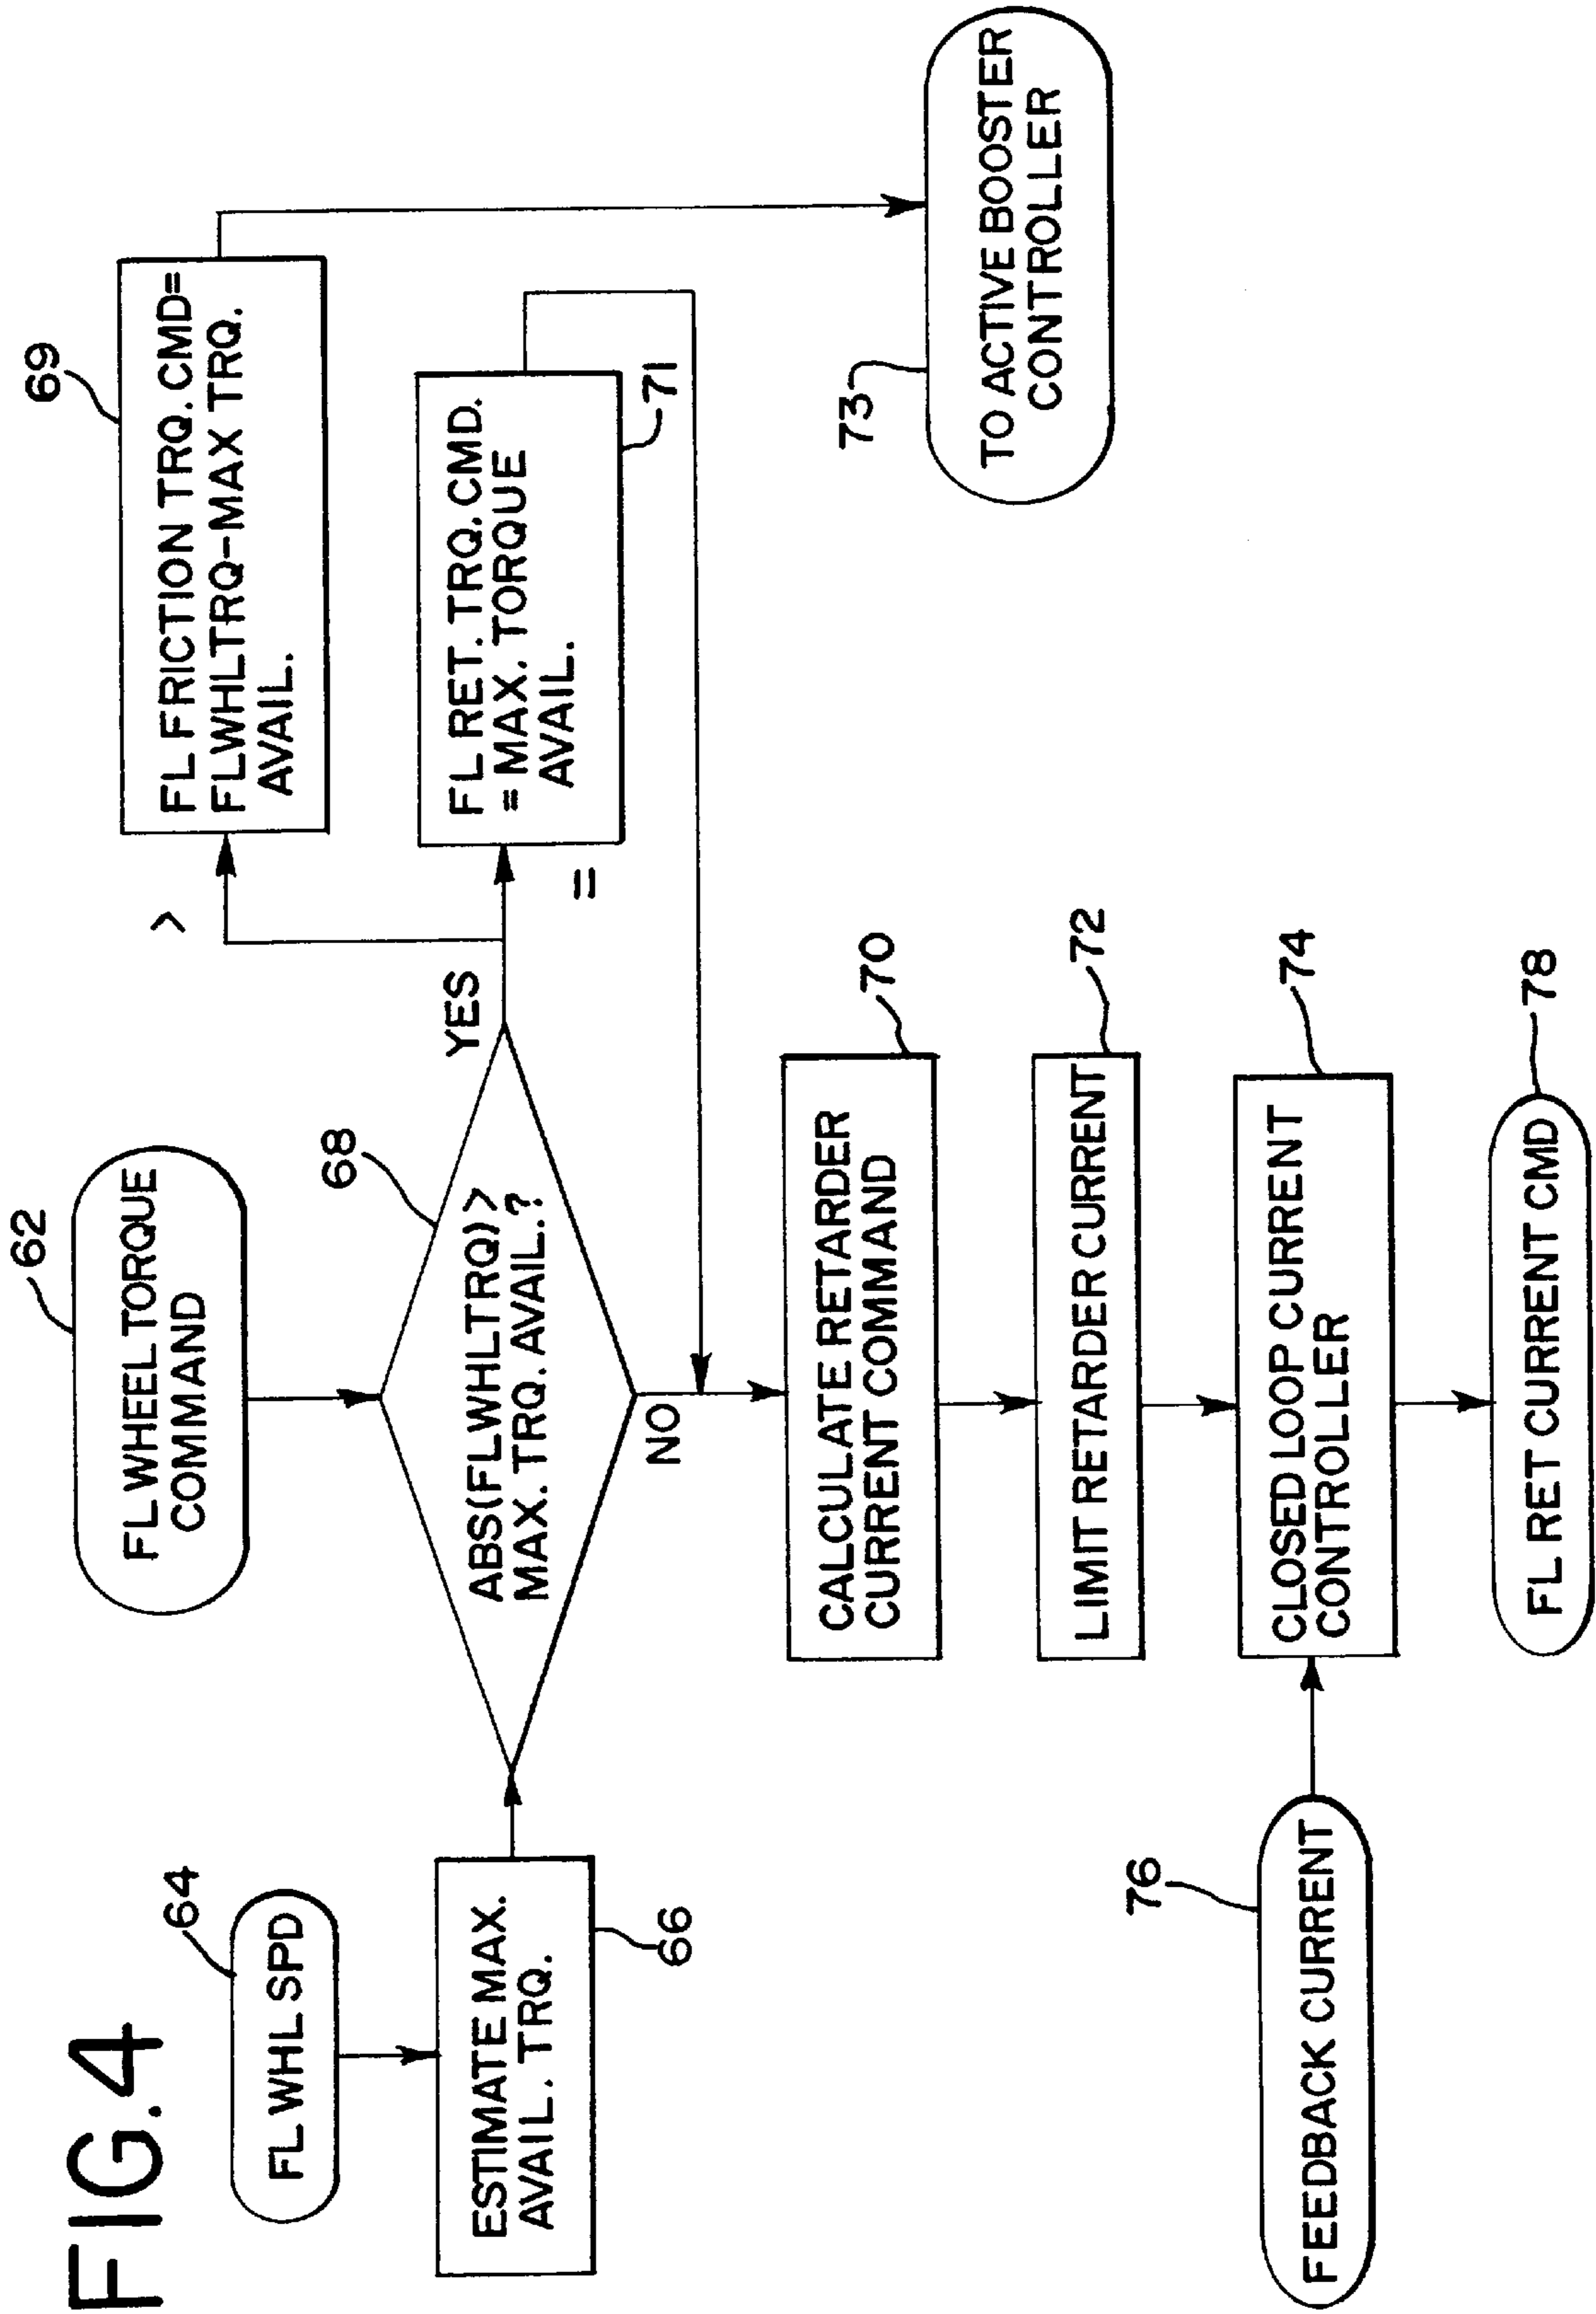 FIG.4
62
FL WHEEL TORQUE
COMMAND
64
FL WHL SPD
ESTIMATE MAX.
AVAIL. TRQ.
66
68
ABS(FLWHLTRQ)>
MAX. TRQ. AVAIL.?
YES
NO
>
=
69
FL FRICTION TRQ. CMD=
FLWHLTRQ-MAX TRQ.
AVAIL.
FL RET. TRQ. CMD.
= MAX. TORQUE
AVAIL.
71
73
TO ACTIVE BOOSTER
CONTROLLER
CALCULATE RETARDER
CURRENT COMMAND
70
LIMIT RETARDER CURRENT
72
76
FEEDBACK CURRENT
CLOSED LOOP CURRENT
CONTROLLER
74
FL RET CURRENT CMD
78